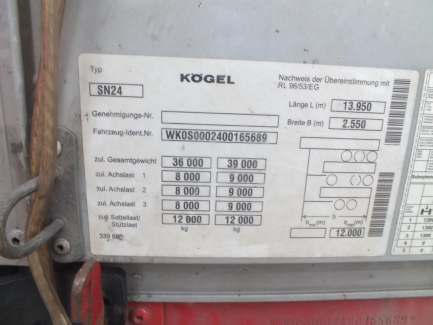 Typ
KÖGEL
Nachweis der Übereinstimmung mit
RL 96/53/EG
SN24
Länge L (m) 13.950
Genehmigungs-Nr.
Breite B (m) 2.550
Fahrzeug-Ident.Nr. WK0S0002400165689
zul. Gesamtgewicht 36 000 39 000
zul. Achslast 1 8 000 9 000
zul. Achslast 2 8 000 9 000
zul. Achslast 3 8 000 9 000
zul. Sattellast/
Stützlast 12 000 12 000
kg kg
b
(m) (m)
12.000